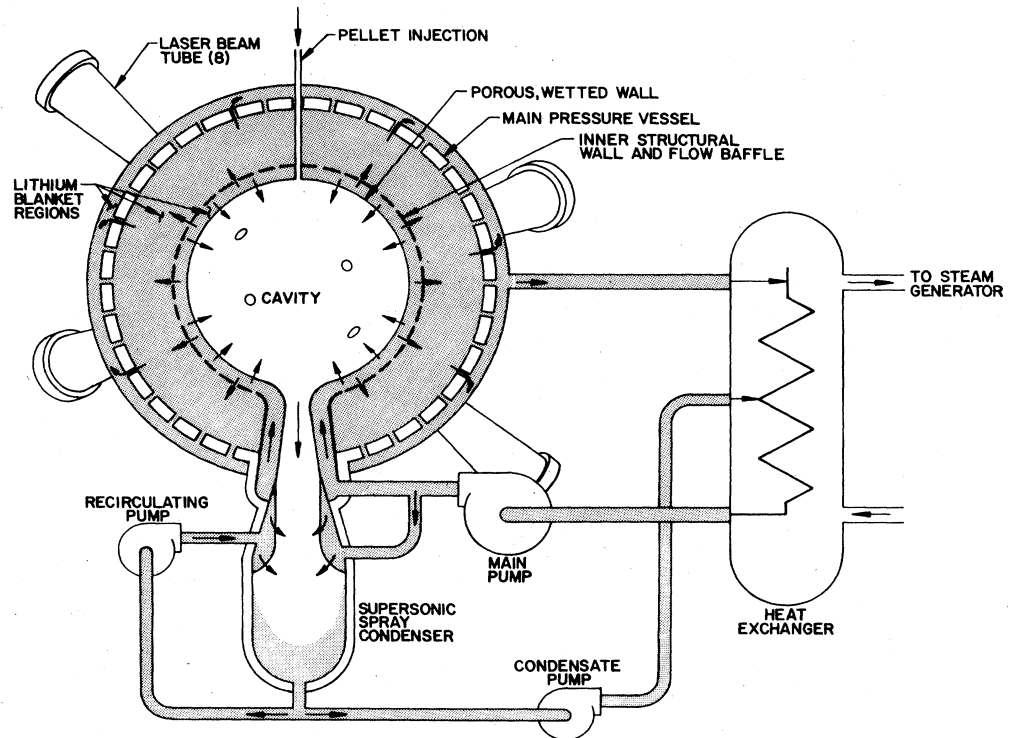 PELLET INJECTION
LASER BEAM
TUBE (8)
POROUS, WETTED WALL
MAIN PRESSURE VESSEL
INNER STRUCTURAL
WALL AND FLOW BAFFLE
LITHIUM
BLANKET
REGIONS
CAVITY
TO STEAM
GENERATOR
RECIRCULATING
PUMP
MAIN
PUMP
SUPERSONIC
SPRAY
CONDENSER
HEAT
EXCHANGER
CONDENSATE
PUMP